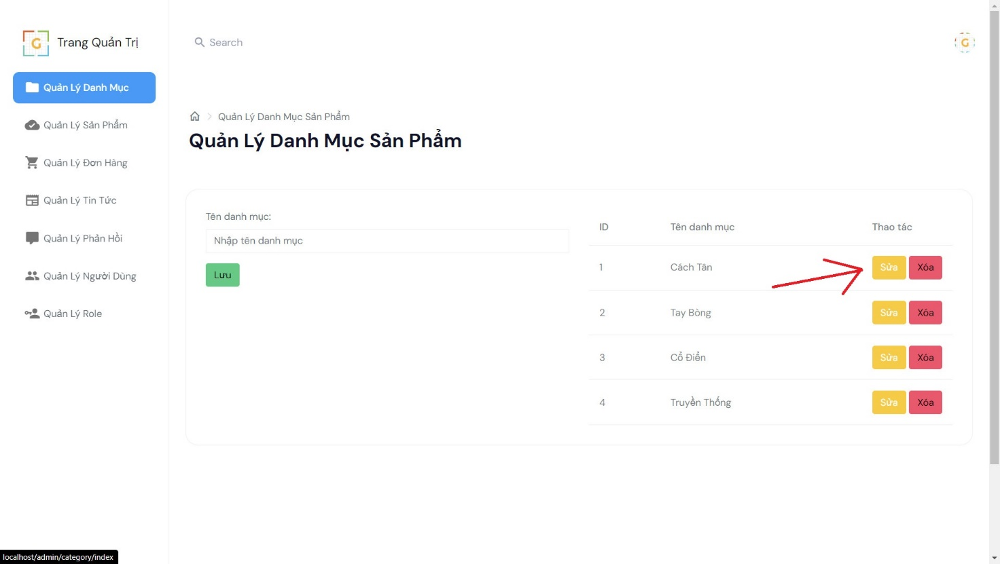 G Trang Quản Trị
Search
G
Quản Lý Danh Mục
Quản Lý Sản Phẩm
Quản Lý Đơn Hàng
Quản Lý Tin Tức
Quản Lý Phản Hồi
Quản Lý Người Dùng
Quản Lý Role
Quản Lý Danh Mục Sản Phẩm
Quản Lý Danh Mục Sản Phẩm
Tên danh mục:
Nhập tên danh mục
Lưu
ID Tên danh mục Thao tác
1 Cách Tân Sửa Xóa
2 Tay Bòng Sửa Xóa
3 Cổ Điển Sửa Xóa
4 Truyền Thống Sửa Xóa
localhost/admin/category/index